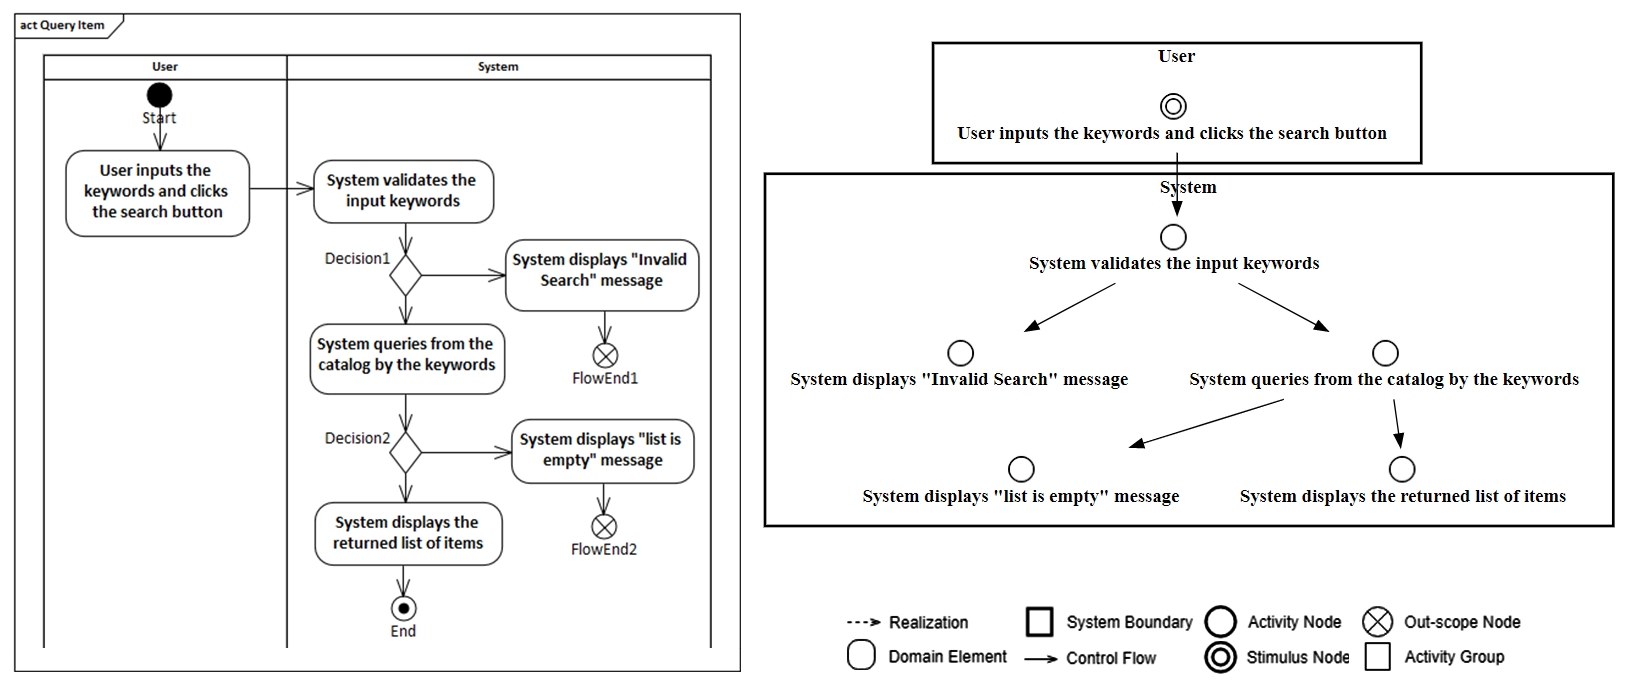 act Query Item
User
System
Start
User inputs the
keywords and clicks
the search button
System validates the
input keywords
Decision1
System displays "Invalid
Search" message
FlowEnd1
System queries from the
catalog by the keywords
Decision2
System displays "list is
empty" message
FlowEnd2
System displays the
returned list of items
End
User
User inputs the keywords and clicks the search button
System
System validates the input keywords
System displays "Invalid Search" message
System queries from the catalog by the keywords
System displays "list is empty" message
System displays the returned list of items
Realization
System Boundary
Activity Node
Out-scope Node
Domain Element
Control Flow
Stimulus Node
Activity Group